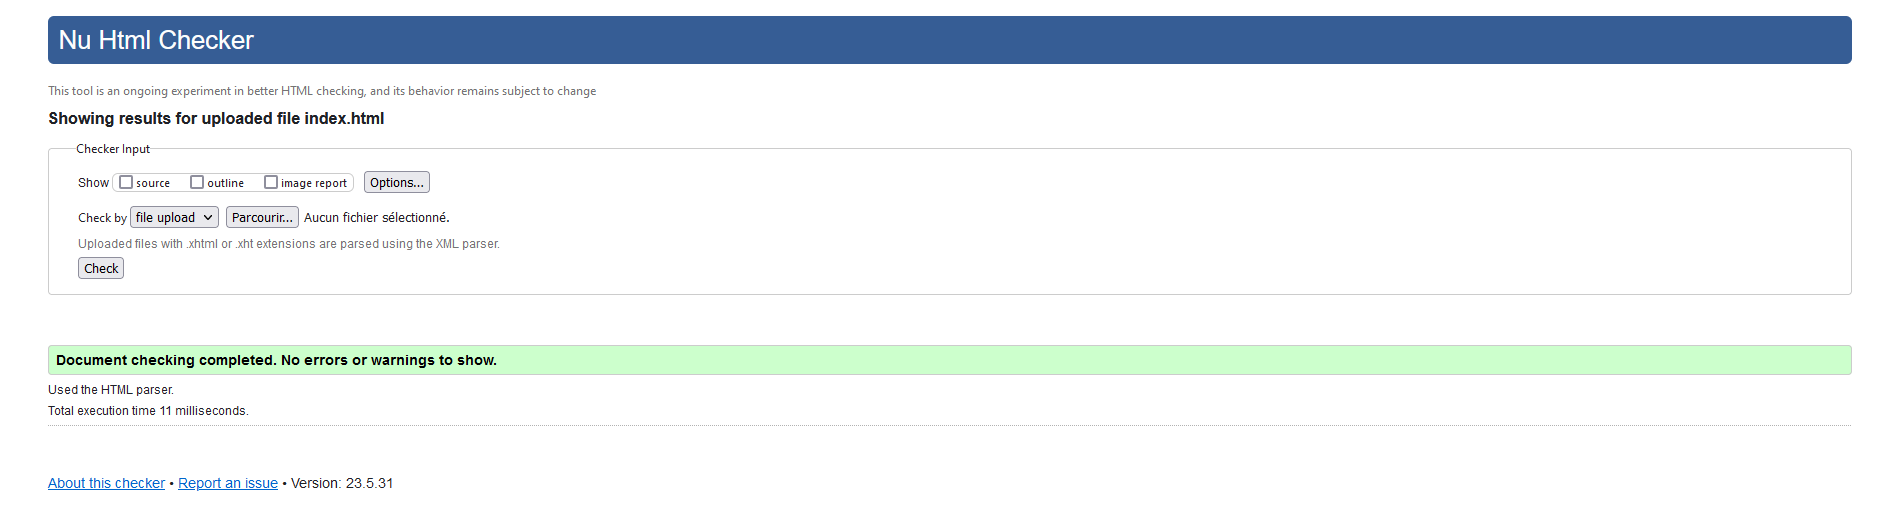 Nu Html Checker
This tool is an ongoing experiment in better HTML checking, and its behavior remains subject to change
Showing results for uploaded file index.html
Checker Input
Show source outline image report Options...
Check by file upload Parcourir... Aucun fichier sélectionné.
Uploaded files with .xhtml or .xht extensions are parsed using the XML parser.
Check
Document checking completed. No errors or warnings to show.
Used the HTML parser.
Total execution time 11 milliseconds.
About this checker • Report an issue • Version: 23.5.31